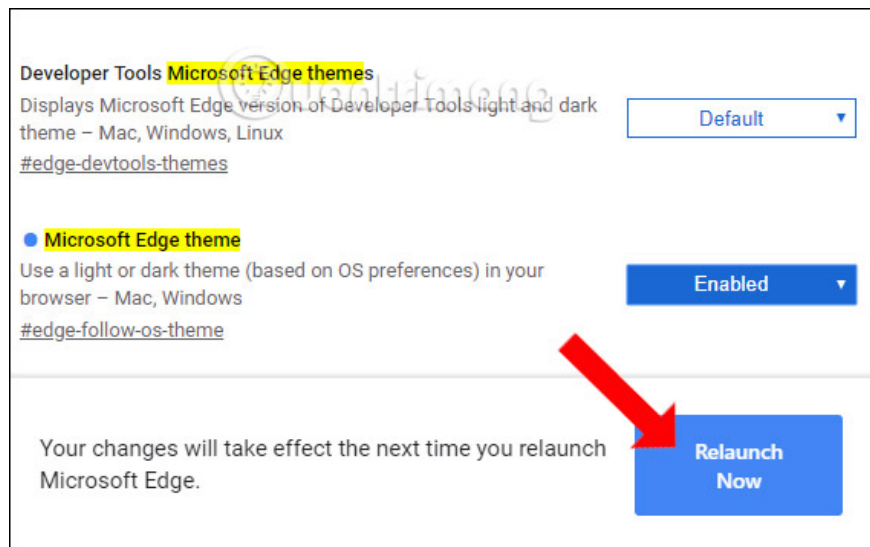 Developer Tools Microsoft Edge themes
Displays Microsoft Edge version of Developer Tools light and dark
theme – Mac, Windows, Linux
#edge-devtools-themes
Default
Microsoft Edge theme
Use a light or dark theme (based on OS preferences) in your
browser – Mac, Windows
#edge-follow-os-theme
Enabled
Your changes will take effect the next time you relaunch
Microsoft Edge.
Relaunch
Now